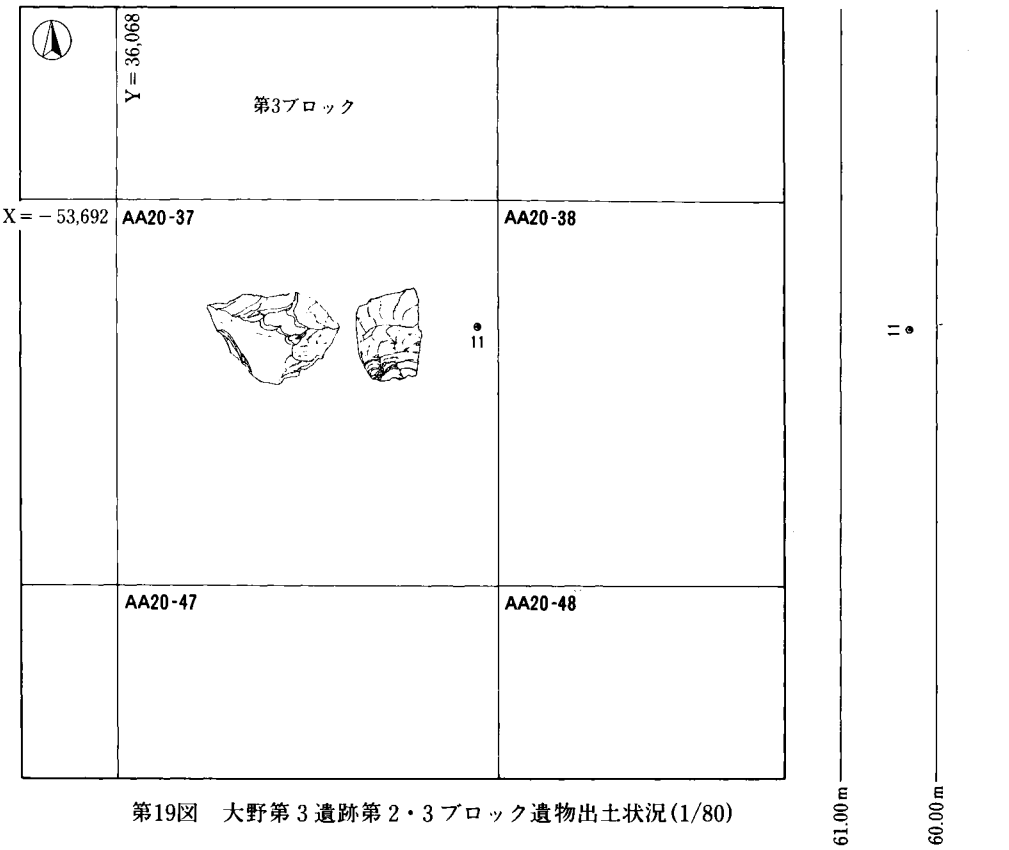 Y = 36,068
第3ブロック
X = − 53,692
AA20-37
AA20-38
11
11
AA20-47
AA20-48
61.00m
60.00m
第19図 大野第3遺跡第2・3ブロック遺物出土状況(1/80)